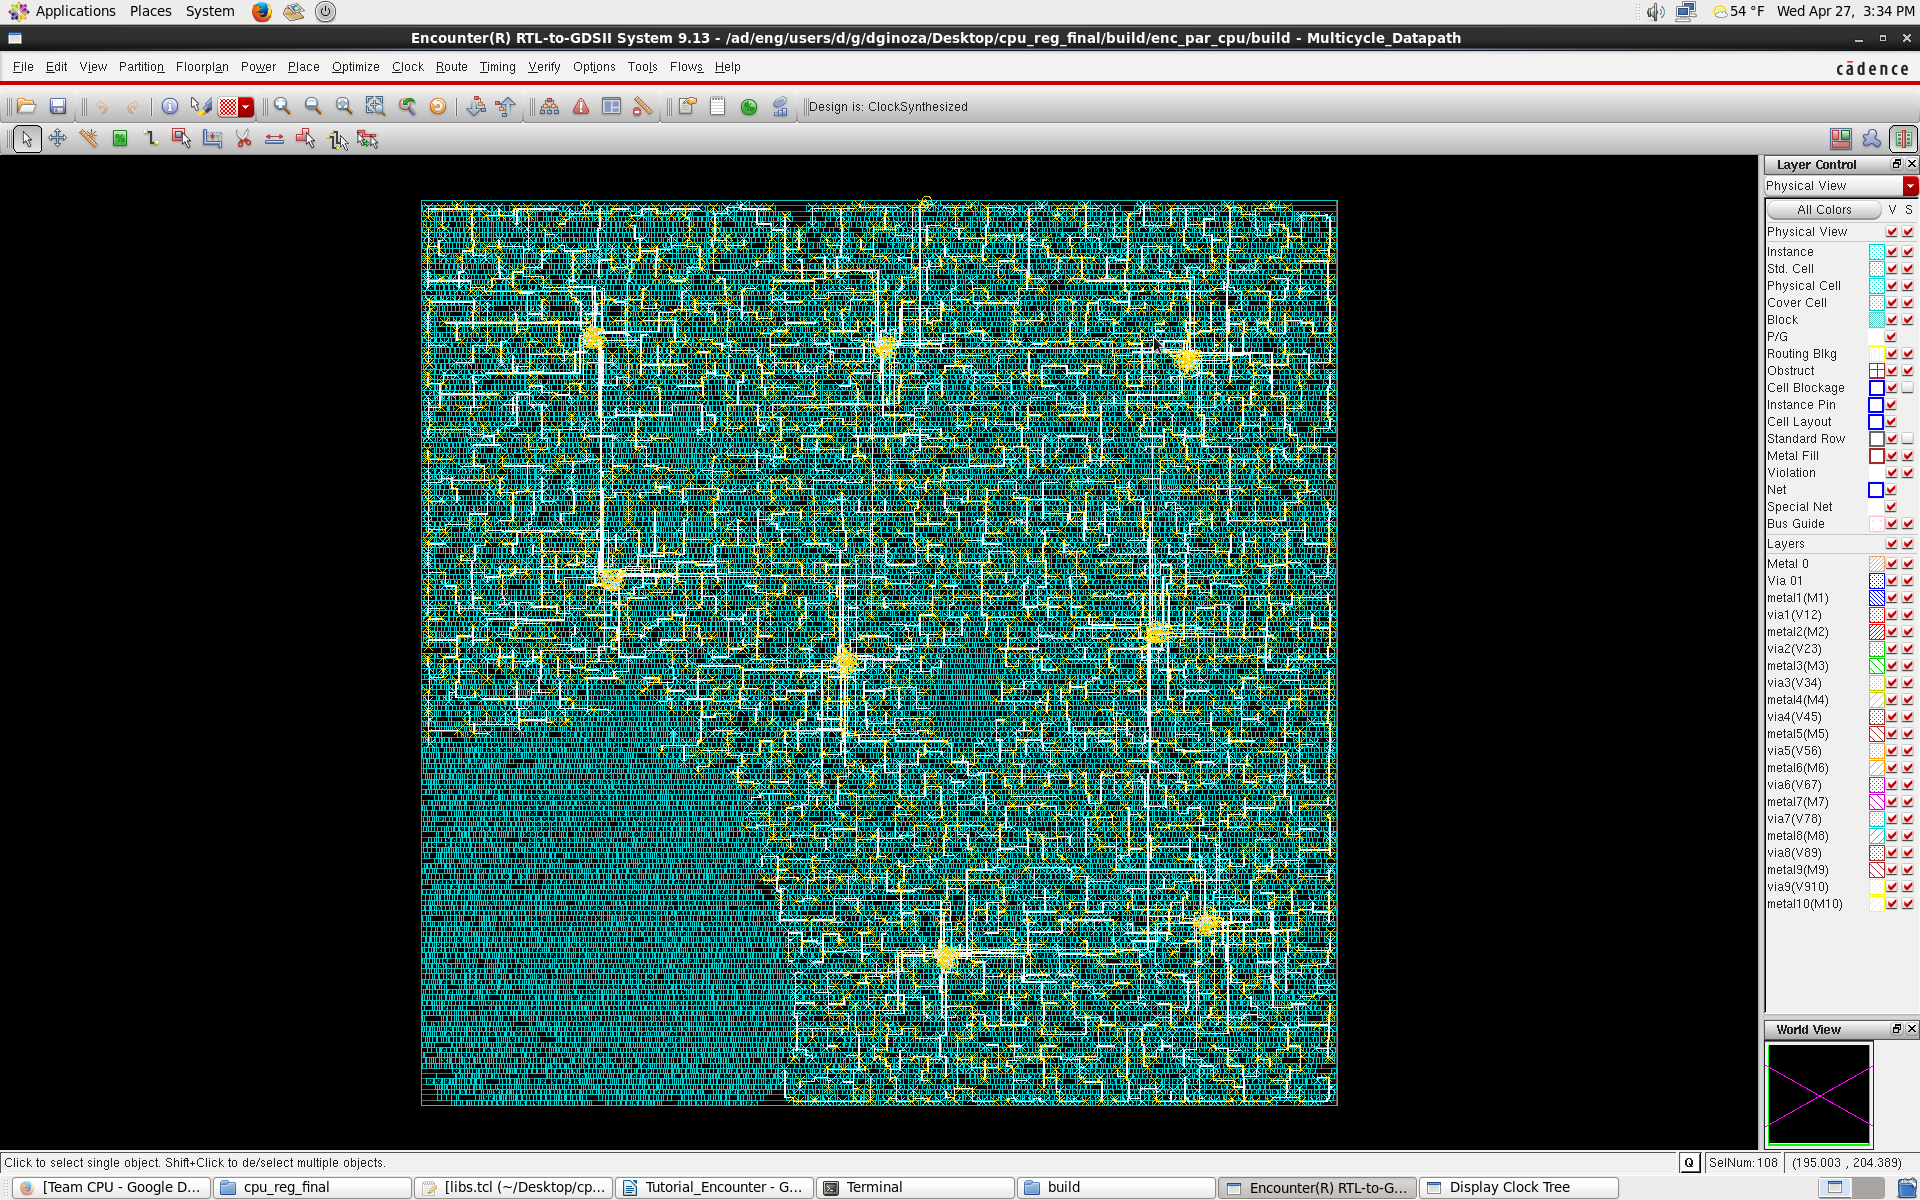 Applications Places System 54 °F Wed Apr 27, 3:34 PM
Encounter(R) RTL-to-GDSII System 9.13 - /ad/eng/users/d/g/dginoza/Desktop/cpu_reg_final/build/enc_par_cpu/build - Multicycle_Datapath
File Edit View Partition Floorplan Power Place Optimize Clock Route Timing Verify Options Tools Flows Help
cādence
Design is: ClockSynthesized
Layer Control
Physical View
All Colors V S
Physical View
Instance
Std. Cell
Physical Cell
Cover Cell
Block
P/G
Routing Blkg
Obstruct
Cell Blockage
Instance Pin
Cell Layout
Standard Row
Metal Fill
Violation
Net
Special Net
Bus Guide
Layers
Metal 0
Via 01
metal1(M1)
via1(V12)
metal2(M2)
via2(V23)
metal3(M3)
via3(V34)
metal4(M4)
via4(V45)
metal5(M5)
via5(V56)
metal6(M6)
via6(V67)
metal7(M7)
via7(V78)
metal8(M8)
via8(V89)
metal9(M9)
via9(V910)
metal10(M10)
World View
Click to select single object. Shift+Click to de/select multiple objects.
Q SelNum: 108 (195.003 , 204.389)
[Team CPU - Google D... cpu_reg_final [libs.tcl (~/Desktop/cp... Tutorial_Encounter - G... Terminal build Encounter(R) RTL-to-G... Display Clock Tree